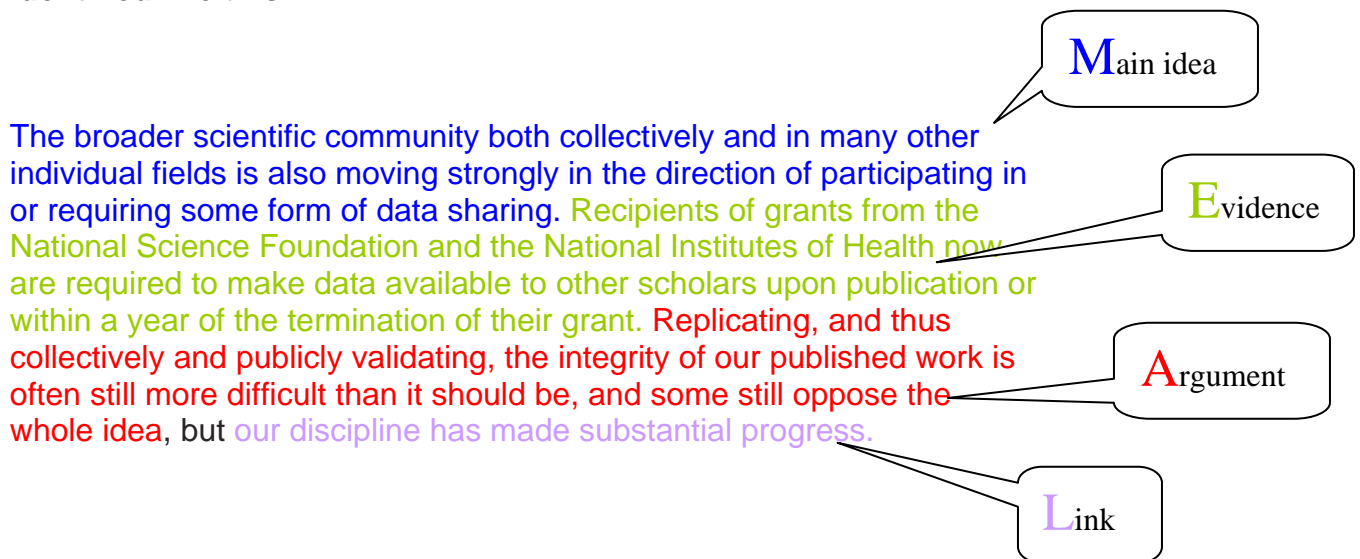 Main idea
The broader scientific community both collectively and in many other
individual fields is also moving strongly in the direction of participating in
or requiring some form of data sharing. Recipients of grants from the
Evidence
National Science Foundation and the National Institutes of Health now
are required to make data available to other scholars upon publication or
within a year of the termination of their grant. Replicating, and thus
collectively and publicly validating, the integrity of our published work is
Argument
often still more difficult than it should be, and some still oppose the
whole idea, but our discipline has made substantial progress.
Link